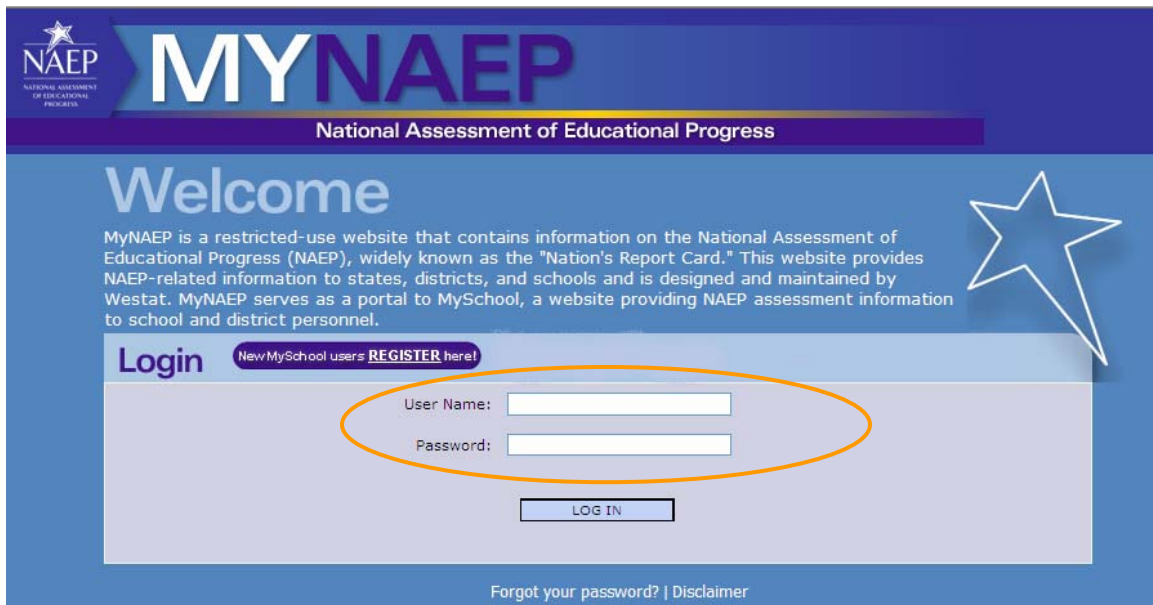 NAEP
NATIONAL ASSESSMENT
OF EDUCATIONAL
PROGRESS
MYNAEP
National Assessment of Educational Progress
Welcome
MyNAEP is a restricted-use website that contains information on the National Assessment of
Educational Progress (NAEP), widely known as the "Nation's Report Card." This website provides
NAEP-related information to states, districts, and schools and is designed and maintained by
Westat. MyNAEP serves as a portal to MySchool, a website providing NAEP assessment information
to school and district personnel.
Login New MySchool users REGISTER here!
User Name:
Password:
LOG IN
Forgot your password? | Disclaimer